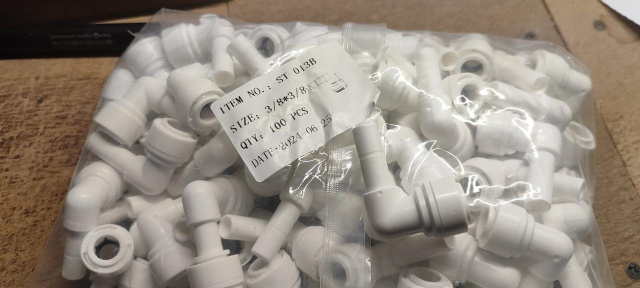 ITEM NO.: ST 013B
SIZE: 3/8*3/8
QTY: 100 PCS
DATE: 2024-06 25